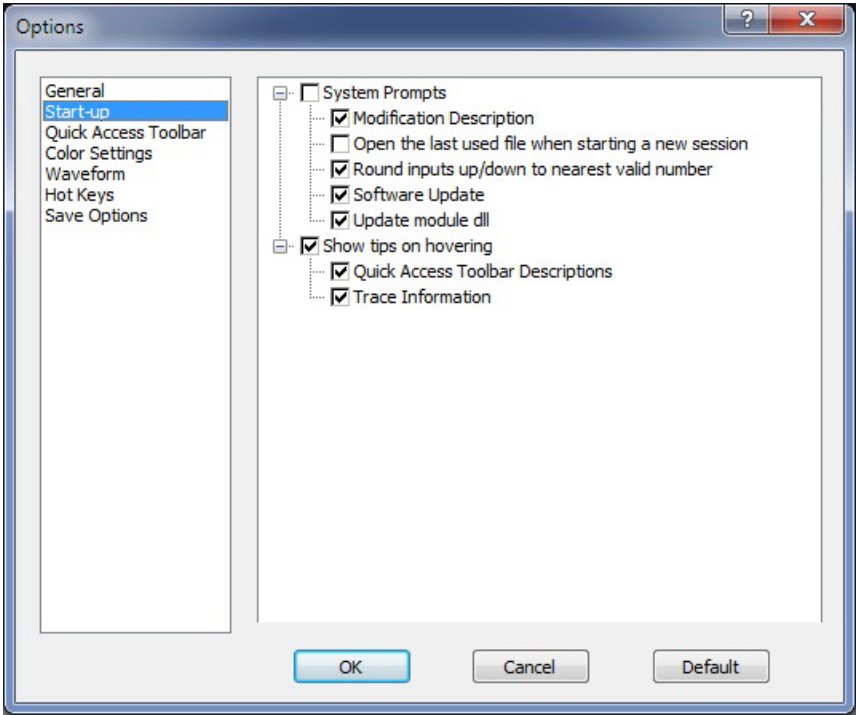 Options
General
Start-up
Quick Access Toolbar
Color Settings
Waveform
Hot Keys
Save Options
System Prompts
Modification Description
Open the last used file when starting a new session
Round inputs up/down to nearest valid number
Software Update
Update module dll
Show tips on hovering
Quick Access Toolbar Descriptions
Trace Information
OK Cancel Default